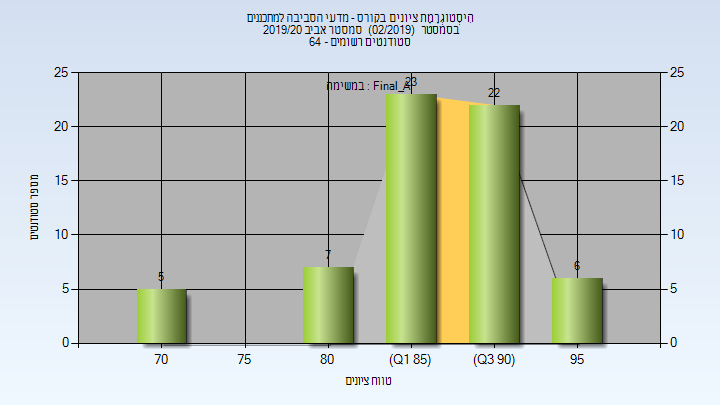 היסטוגרמת ציונים בקורס - מדעי הסביבה למתכננים
בסמסטר (02/2019) סמסטר אביב 2019/20
סטודנטים רשומים - 64
במשימה : Final_A
25
20
15
10
5
0
25
20
15
10
5
0
מספר סטודנטים
5
7
23
22
6
70
75
80
(Q1 85)
(Q3 90)
95
טווח ציונים